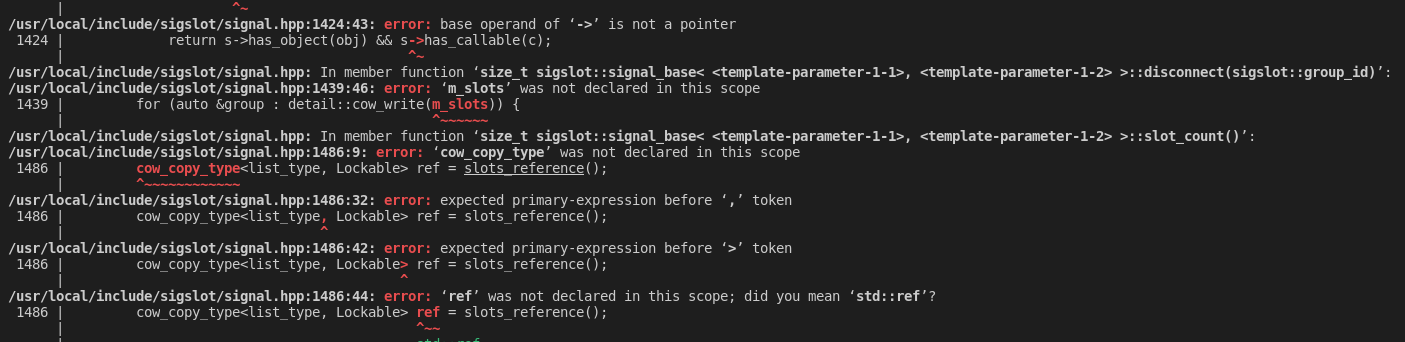 | ^~
/usr/local/include/sigslot/signal.hpp:1424:43: error: base operand of ‘->’ is not a pointer
1424 | return s->has_object(obj) && s->has_callable(c);
| ^~
/usr/local/include/sigslot/signal.hpp: In member function ‘size_t sigslot::signal_base< <template-parameter-1-1>, <template-parameter-1-2> >::disconnect(sigslot::group_id)’:
/usr/local/include/sigslot/signal.hpp:1439:46: error: ‘m_slots’ was not declared in this scope
1439 | for (auto &group : detail::cow_write(m_slots)) {
| ^~~~~~~
/usr/local/include/sigslot/signal.hpp: In member function ‘size_t sigslot::signal_base< <template-parameter-1-1>, <template-parameter-1-2> >::slot_count()’:
/usr/local/include/sigslot/signal.hpp:1486:9: error: ‘cow_copy_type’ was not declared in this scope
1486 | cow_copy_type<list_type, Lockable> ref = slots_reference();
| ^~~~~~~~~~~~~
/usr/local/include/sigslot/signal.hpp:1486:32: error: expected primary-expression before ‘,’ token
1486 | cow_copy_type<list_type, Lockable> ref = slots_reference();
| ^
/usr/local/include/sigslot/signal.hpp:1486:42: error: expected primary-expression before ‘>’ token
1486 | cow_copy_type<list_type, Lockable> ref = slots_reference();
| ^
/usr/local/include/sigslot/signal.hpp:1486:44: error: ‘ref’ was not declared in this scope; did you mean ‘std::ref’?
1486 | cow_copy_type<list_type, Lockable> ref = slots_reference();
| ^~~